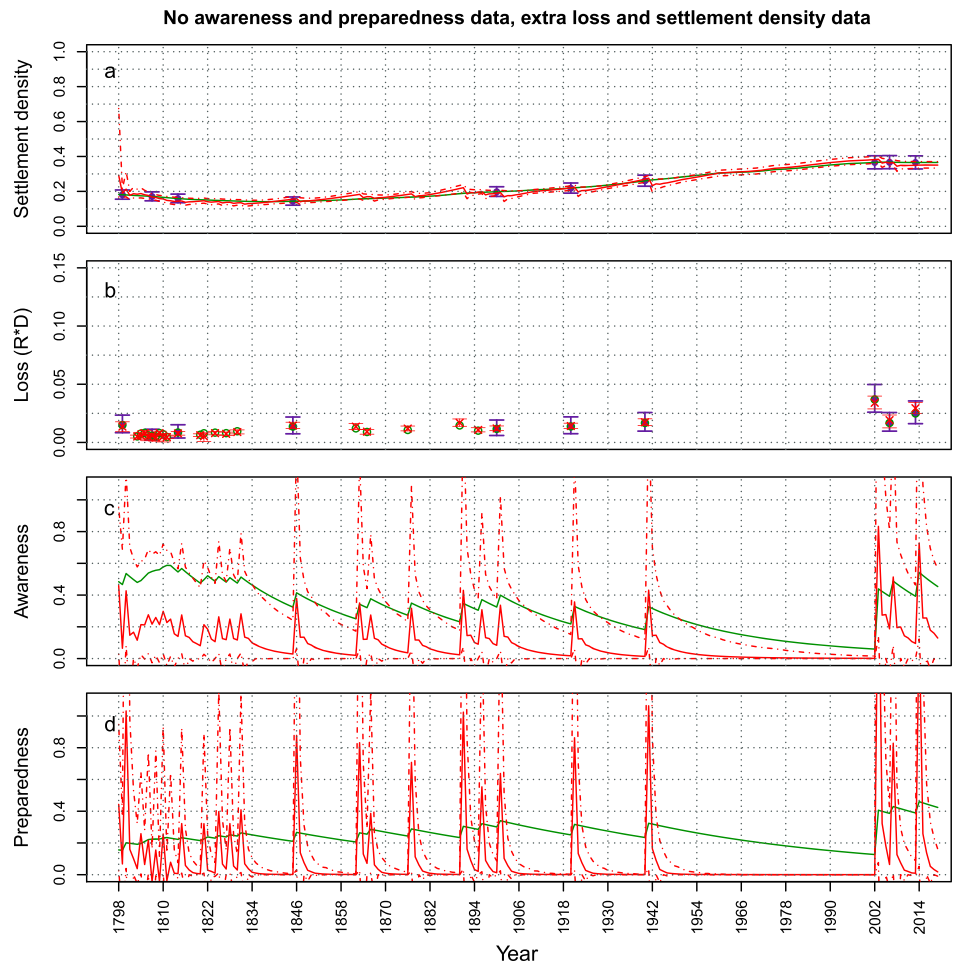 No awareness and preparedness data, extra loss and settlement density data
a
Settlement density
0.0 0.2 0.4 0.6 0.8 1.0
b
Loss (R*D)
0.00 0.05 0.10 0.15
c
Awareness
0.0 0.4 0.8
d
Preparedness
0.0 0.4 0.8
1798 1810 1822 1834 1846 1858 1870 1882 1894 1906 1918 1930 1942 1954 1966 1978 1990 2002 2014
Year